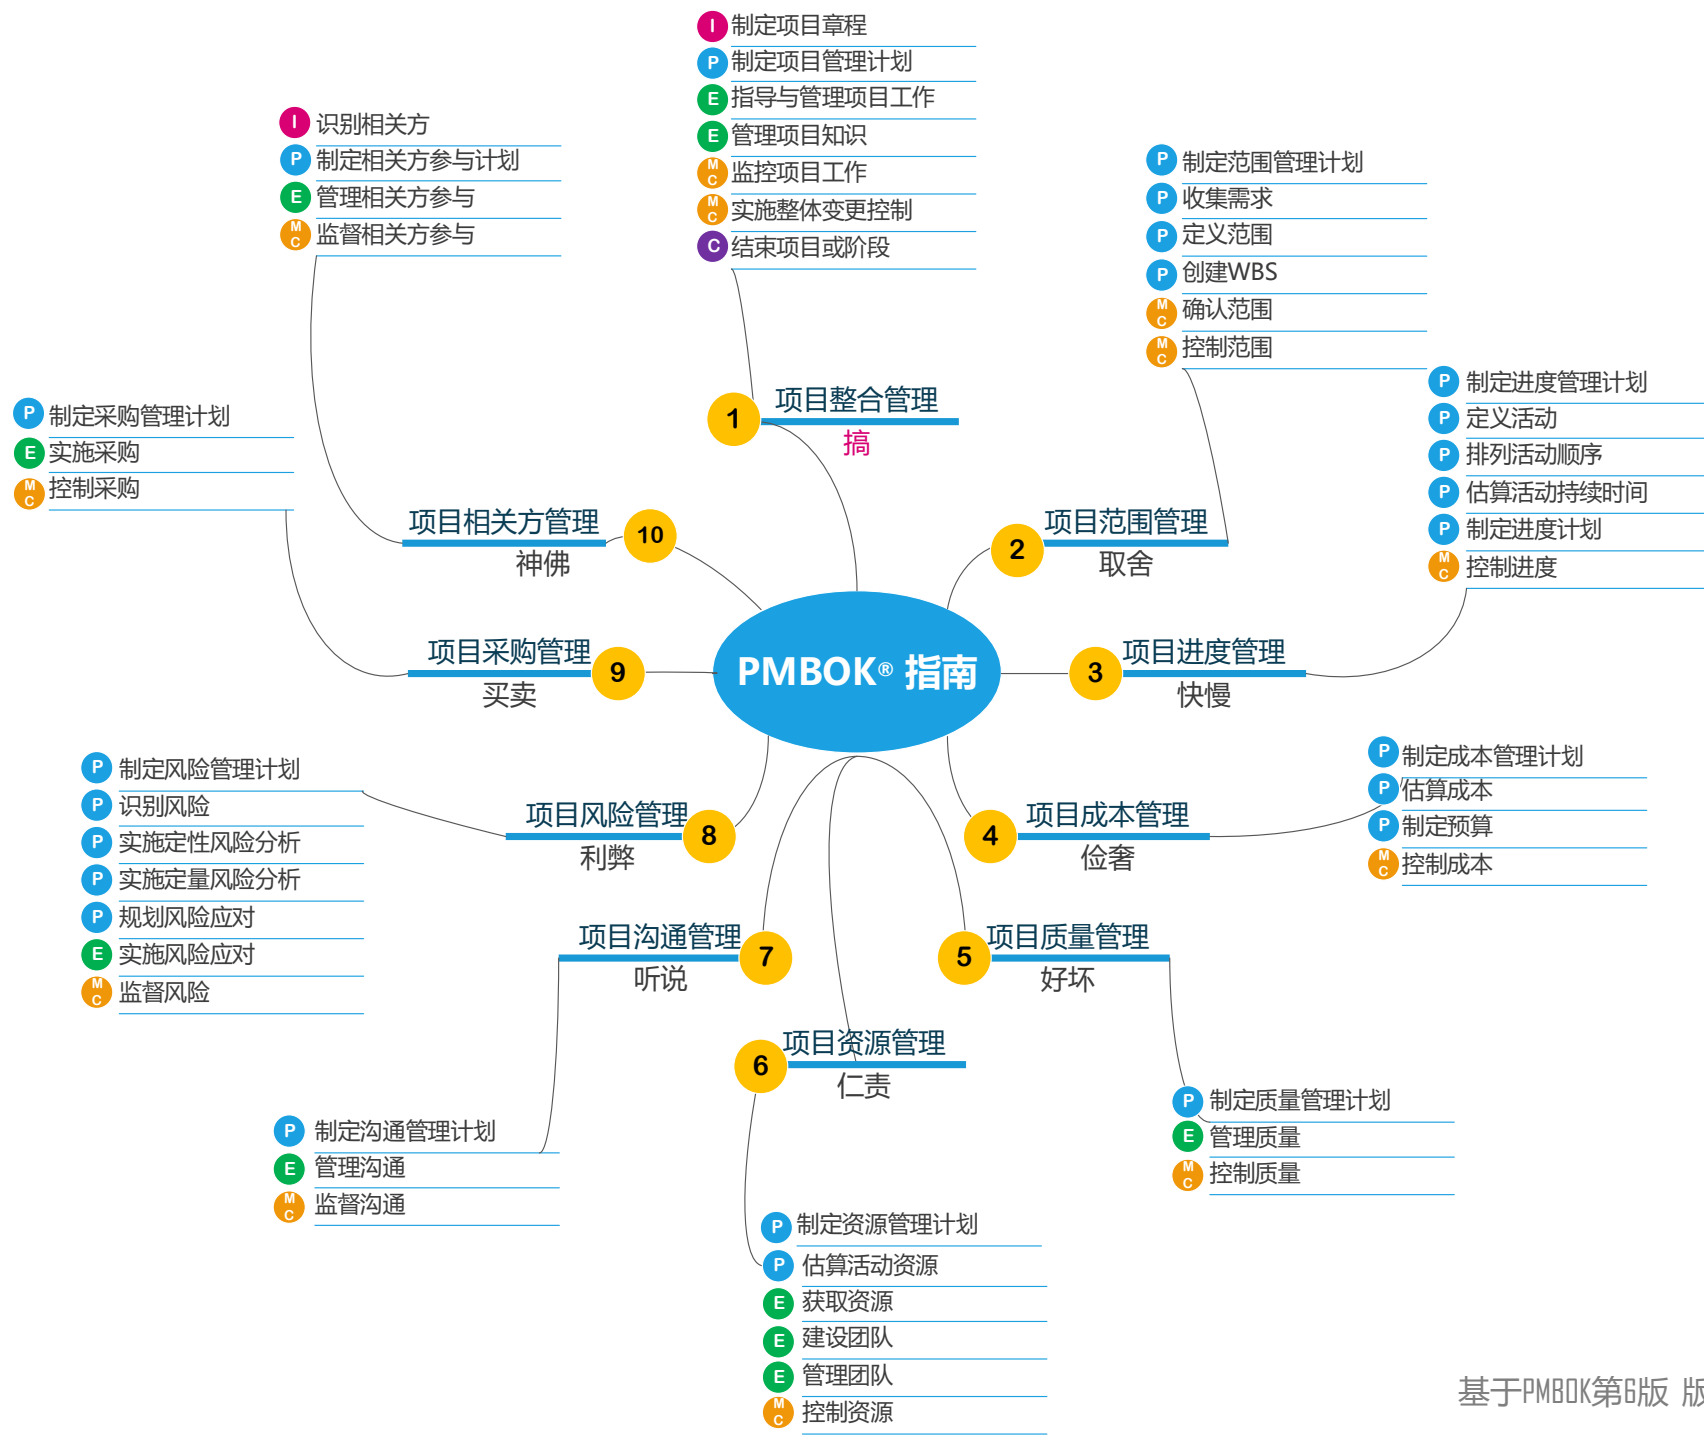 PMBOK® 指南
1
项目整合管理
搞
I 制定项目章程
P 制定项目管理计划
E 指导与管理项目工作
E 管理项目知识
MC 监控项目工作
MC 实施整体变更控制
C 结束项目或阶段
2
项目范围管理
取舍
P 制定范围管理计划
P 收集需求
P 定义范围
P 创建WBS
MC 确认范围
MC 控制范围
3
项目进度管理
快慢
P 制定进度管理计划
P 定义活动
P 排列活动顺序
P 估算活动持续时间
P 制定进度计划
MC 控制进度
4
项目成本管理
俭奢
P 制定成本管理计划
P 估算成本
P 制定预算
MC 控制成本
5
项目质量管理
好坏
P 制定质量管理计划
E 管理质量
MC 控制质量
6
项目资源管理
仁责
P 制定资源管理计划
P 估算活动资源
E 获取资源
E 建设团队
E 管理团队
MC 控制资源
7
项目沟通管理
听说
P 制定沟通管理计划
E 管理沟通
MC 监督沟通
8
项目风险管理
利弊
P 制定风险管理计划
P 识别风险
P 实施定性风险分析
P 实施定量风险分析
P 规划风险应对
E 实施风险应对
MC 监督风险
9
项目采购管理
买卖
P 制定采购管理计划
E 实施采购
MC 控制采购
10
项目相关方管理
神佛
I 识别相关方
P 制定相关方参与计划
E 管理相关方参与
MC 监督相关方参与
基于PMBOK第6版 版